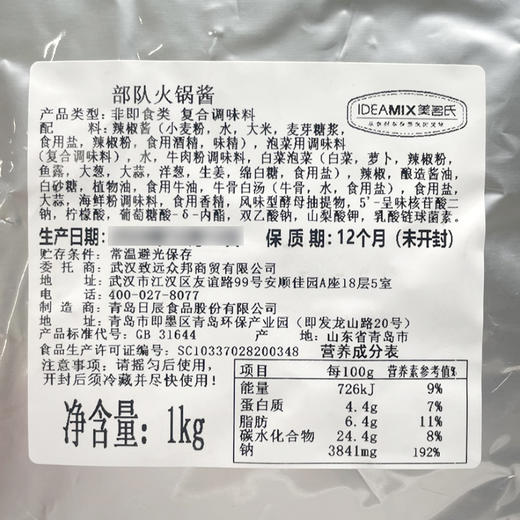 部队火锅酱
IDEAMIX美蒽氏
产品类型：非即食类 复合调味料
配 料：辣椒酱（小麦粉，水，大米，麦芽糖浆，
食用盐，辣椒粉，食用酒精，味精），泡菜用调味料
（复合调味料），水，牛肉粉调味料，白菜泡菜（白菜，萝卜，辣椒粉，
鱼露，大葱，大蒜，洋葱，生姜，绵白糖，食用盐），辣椒，酿造酱油，
白砂糖，植物油，食用牛油，牛骨白汤（牛骨，水，食用盐），食用盐，
大蒜，海鲜粉调味料，食用香精，风味型酵母抽提物，5'-呈味核苷酸二
钠，柠檬酸，葡萄糖酸-δ-内酯，双乙酸钠，山梨酸钾，乳酸链球菌素。
生产日期：
保 质 期：12个月（未开封）
贮存条件：常温避光保存
委 托 商：武汉致远众邦商贸有限公司
地 址：武汉市江汉区友谊路99号安顺佳园A座18层5室
电 话：400-027-8077
制 造 商：青岛日辰食品股份有限公司
地 址：青岛市即墨区青岛环保产业园（即发龙山路20号）
产品标准代号：GB 31644 产 地：山东省青岛市
食品生产许可证编号：SC10337028200348
注意事项：请摇匀后使用，
开封后须冷藏并尽快使用。
净含量：1kg
营养成分表
项目 每100g 营养素参考值%
能量 726kJ 9%
蛋白质 4.4g 7%
脂肪 6.4g 11%
碳水化合物 24.4g 8%
钠 3841mg 192%